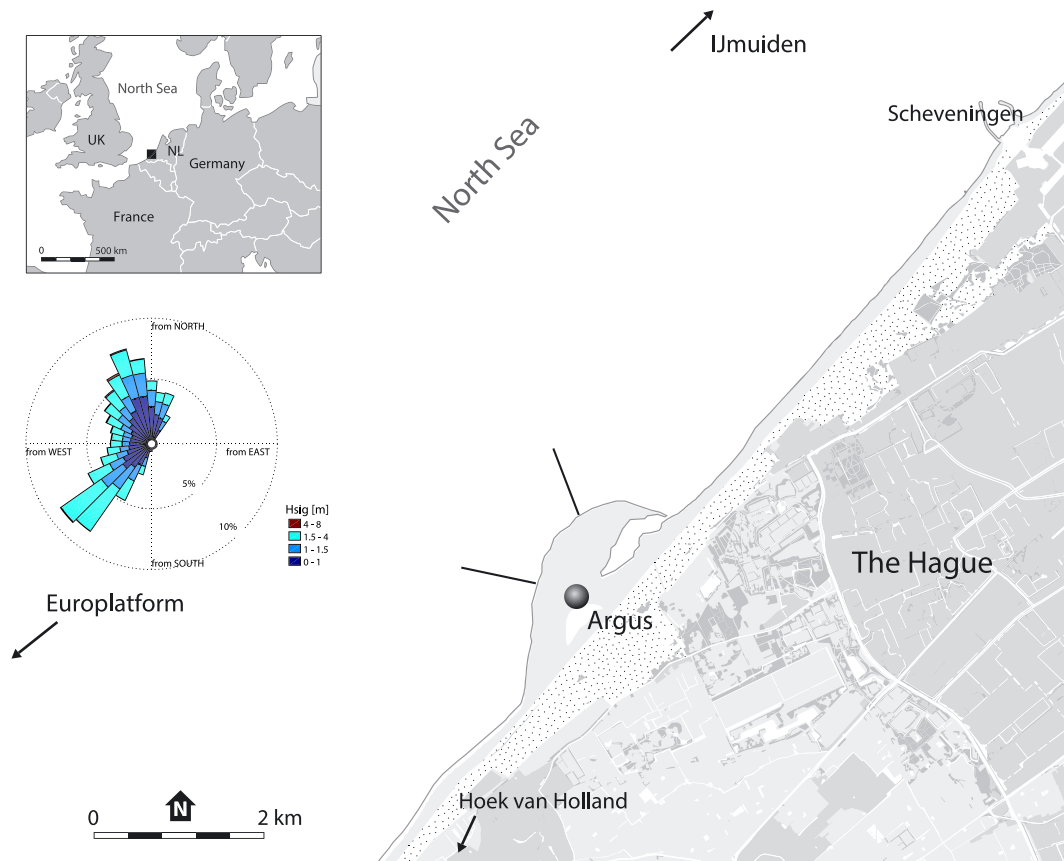 IJmuiden
North Sea
UK
NL
Germany
France
0 500 km
Scheveningen
North Sea
from NORTH
from WEST
from EAST
5%
10%
from SOUTH
Hsig [m]
4 - 8
1.5 - 4
1 - 1.5
0 - 1
The Hague
Europlatform
Argus
Hoek van Holland
N
0 2 km